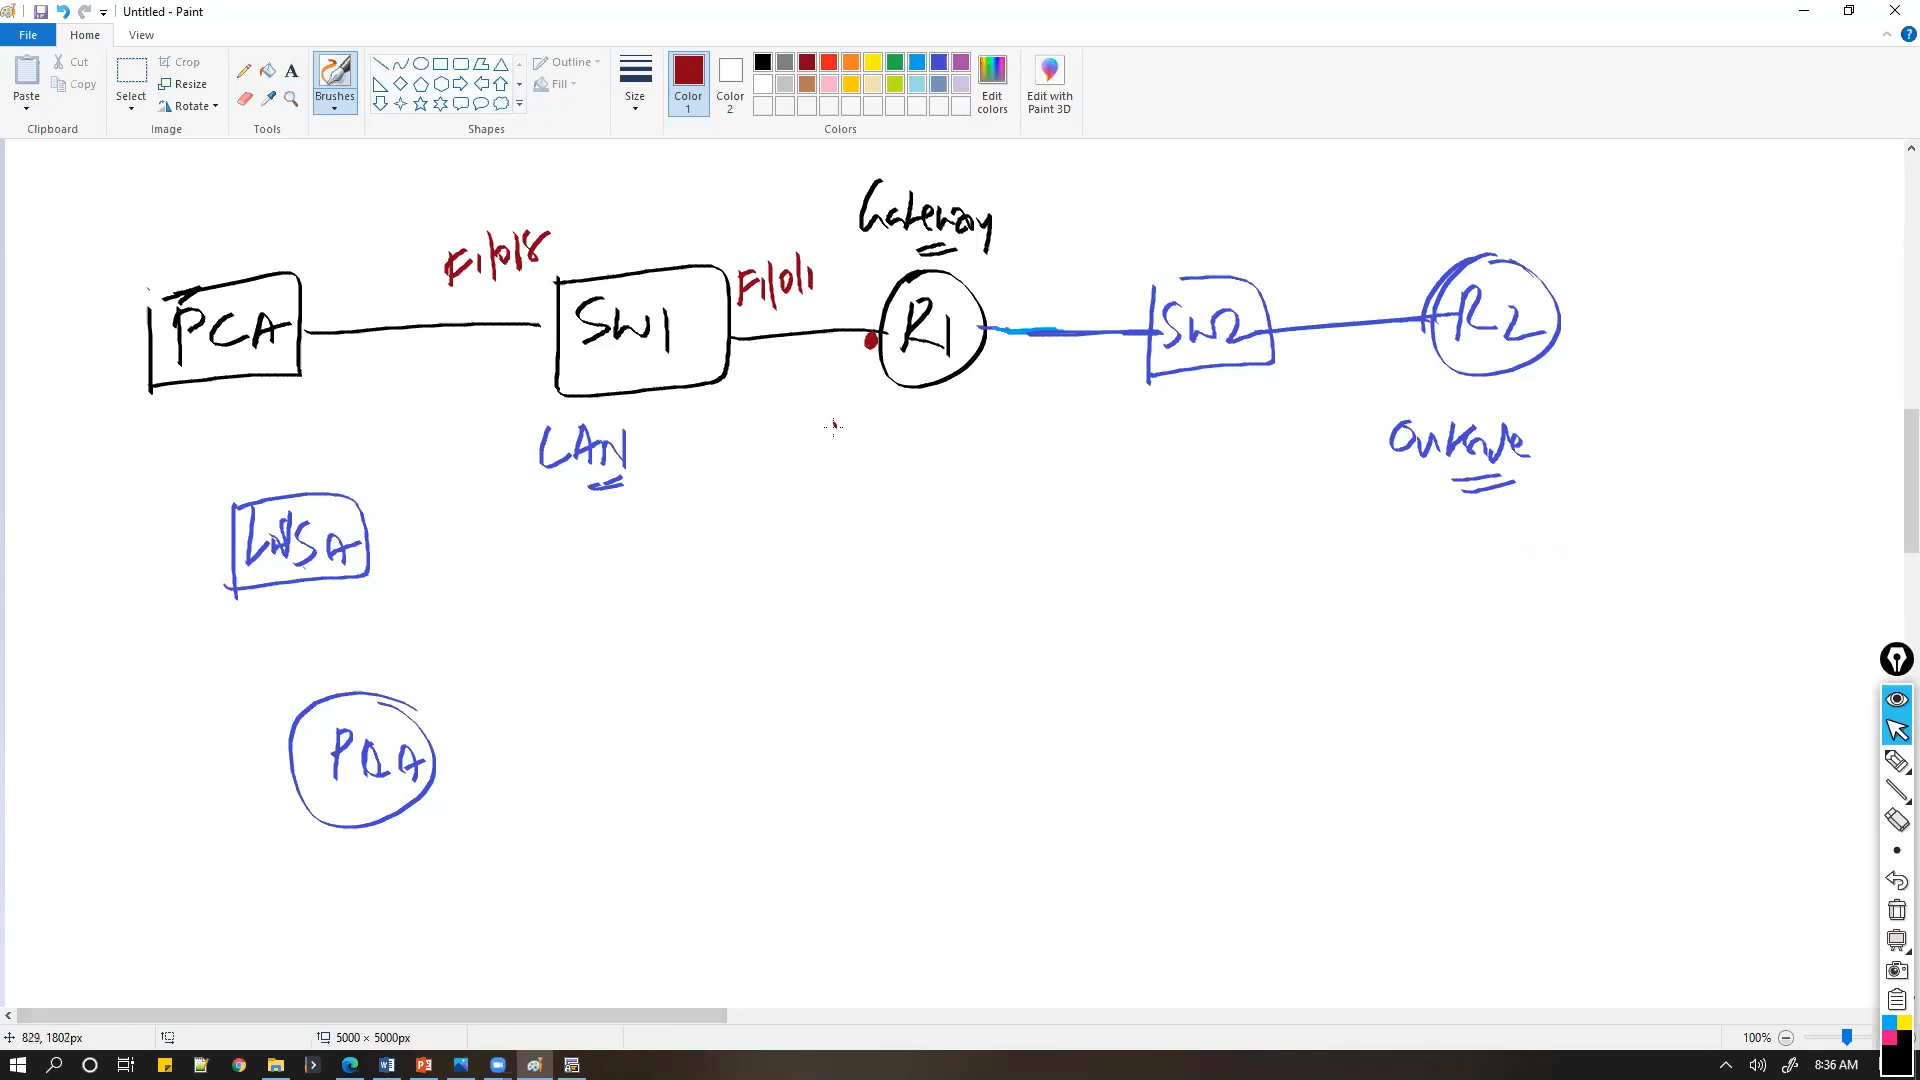 Untitled - Paint
File Home View
Paste
Cut
Copy
Clipboard
Select
Crop
Resize
Rotate
Image
A
Tools
Brushes
Shapes
Outline
Fill
Size
Color 1
Color 2
Edit colors
Colors
Edit with Paint 3D
Gateway
F1/0/8
F1/0/1
PCA
SW1
R1
SW2
R2
LAN
Outside
829, 1802px
5000 × 5000px
100%
8:36 AM